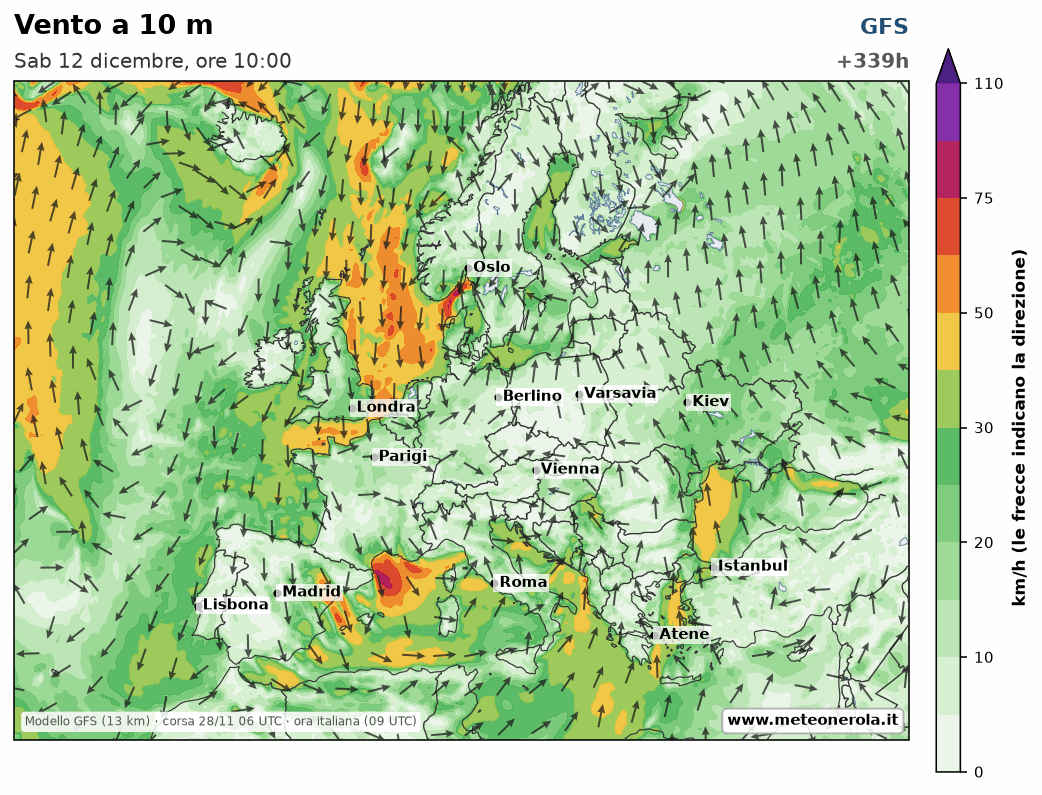 Vento a 10 m
GFS
Sab 12 dicembre, ore 10:00
+339h
Oslo
Londra
Berlino
Varsavia
Kiev
Parigi
Vienna
Istanbul
Madrid
Roma
Lisbona
Atene
Modello GFS (13 km) · corsa 28/11 06 UTC · ora italiana (09 UTC)
www.meteonerola.it
110
75
50
30
20
10
0
km/h (le frecce indicano la direzione)